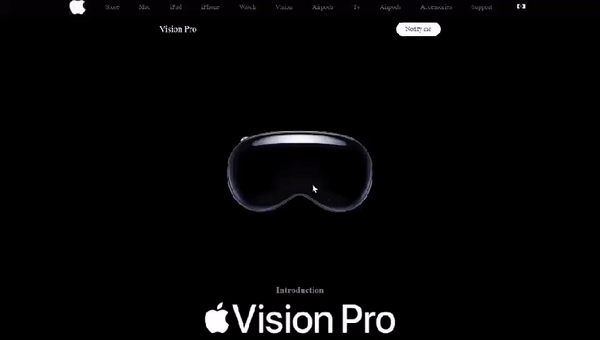 Store Mac iPad iPhone Watch Vision Airpods Tv Airpods Accessories Support
Vision Pro
Notify me
Introduction
Vision Pro